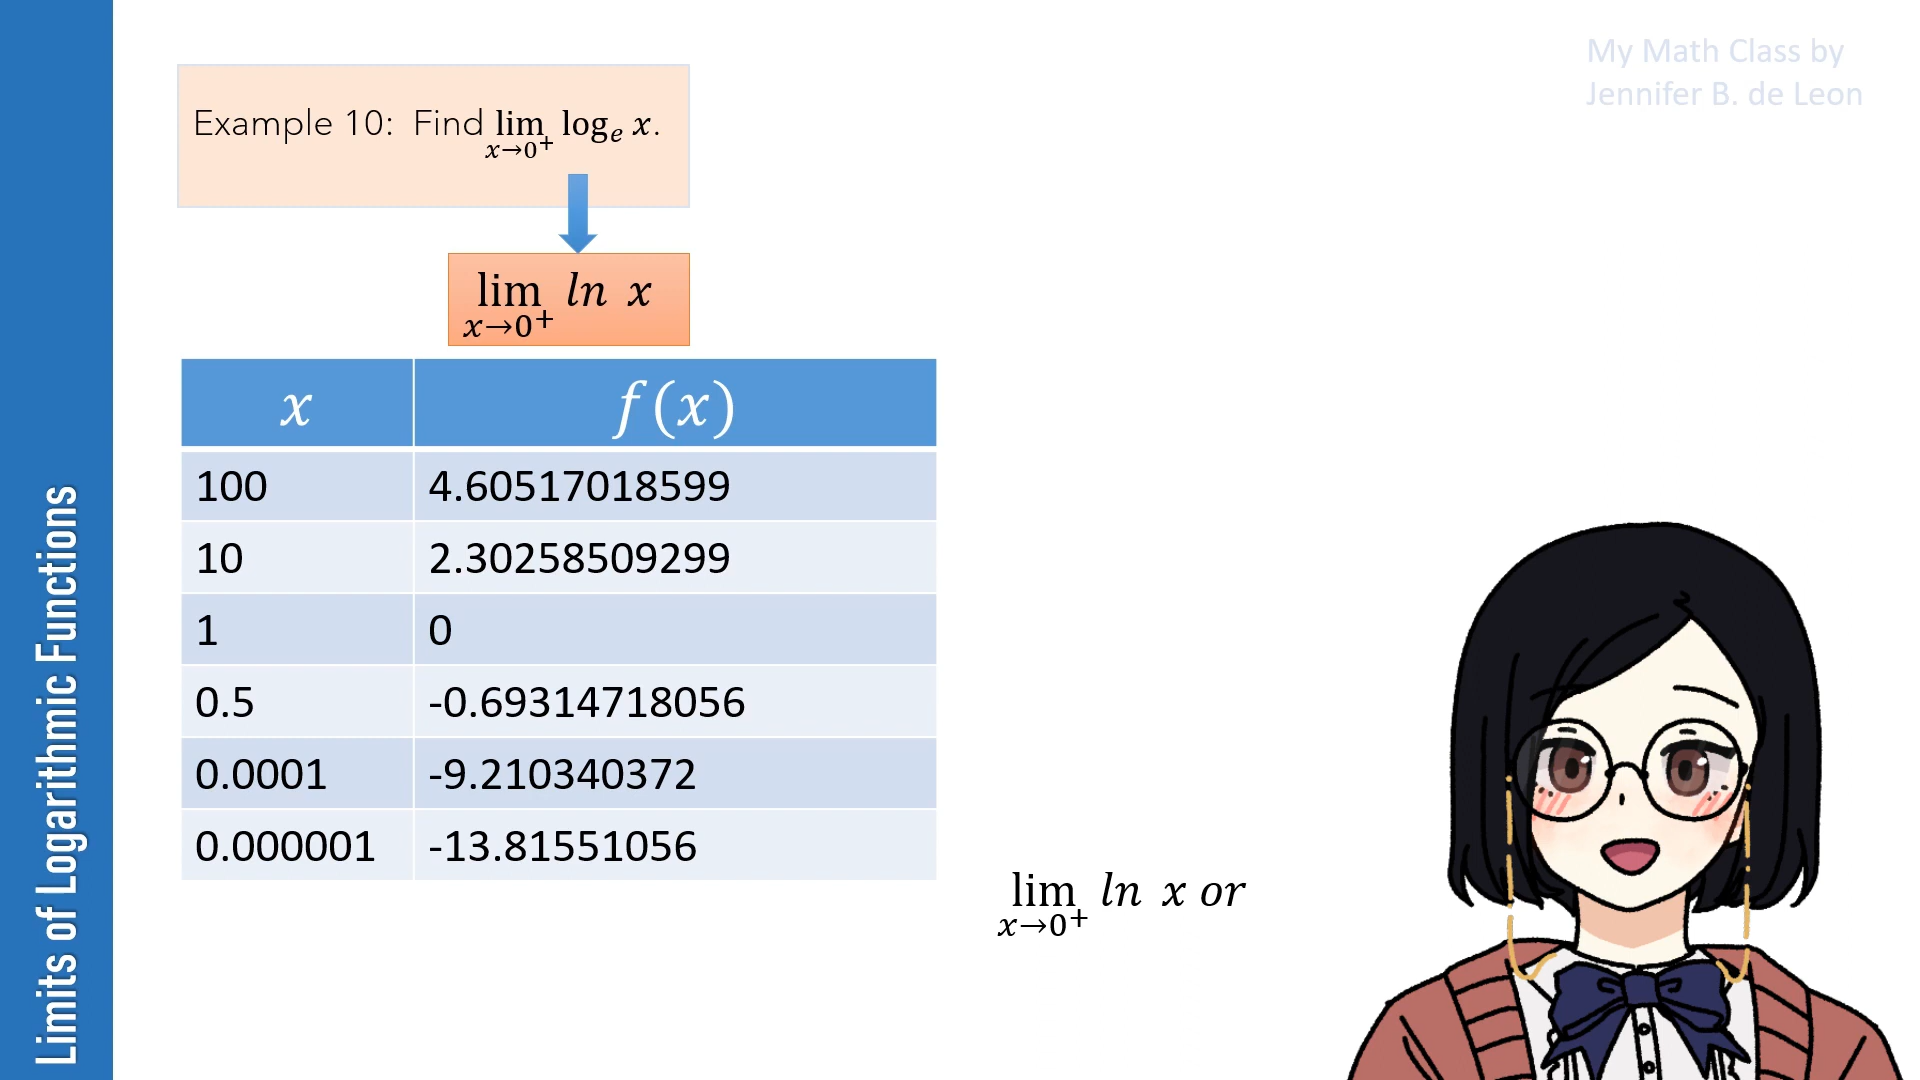 My Math Class by
Jennifer B. de Leon
Example 10: Find lim logₑ x.
x→0⁺
lim ln x
x→0⁺
x f(x)
100 4.60517018599
10 2.30258509299
1 0
0.5 -0.69314718056
0.0001 -9.210340372
0.000001 -13.81551056
lim ln x or
x→0⁺
Limits of Logarithmic Functions